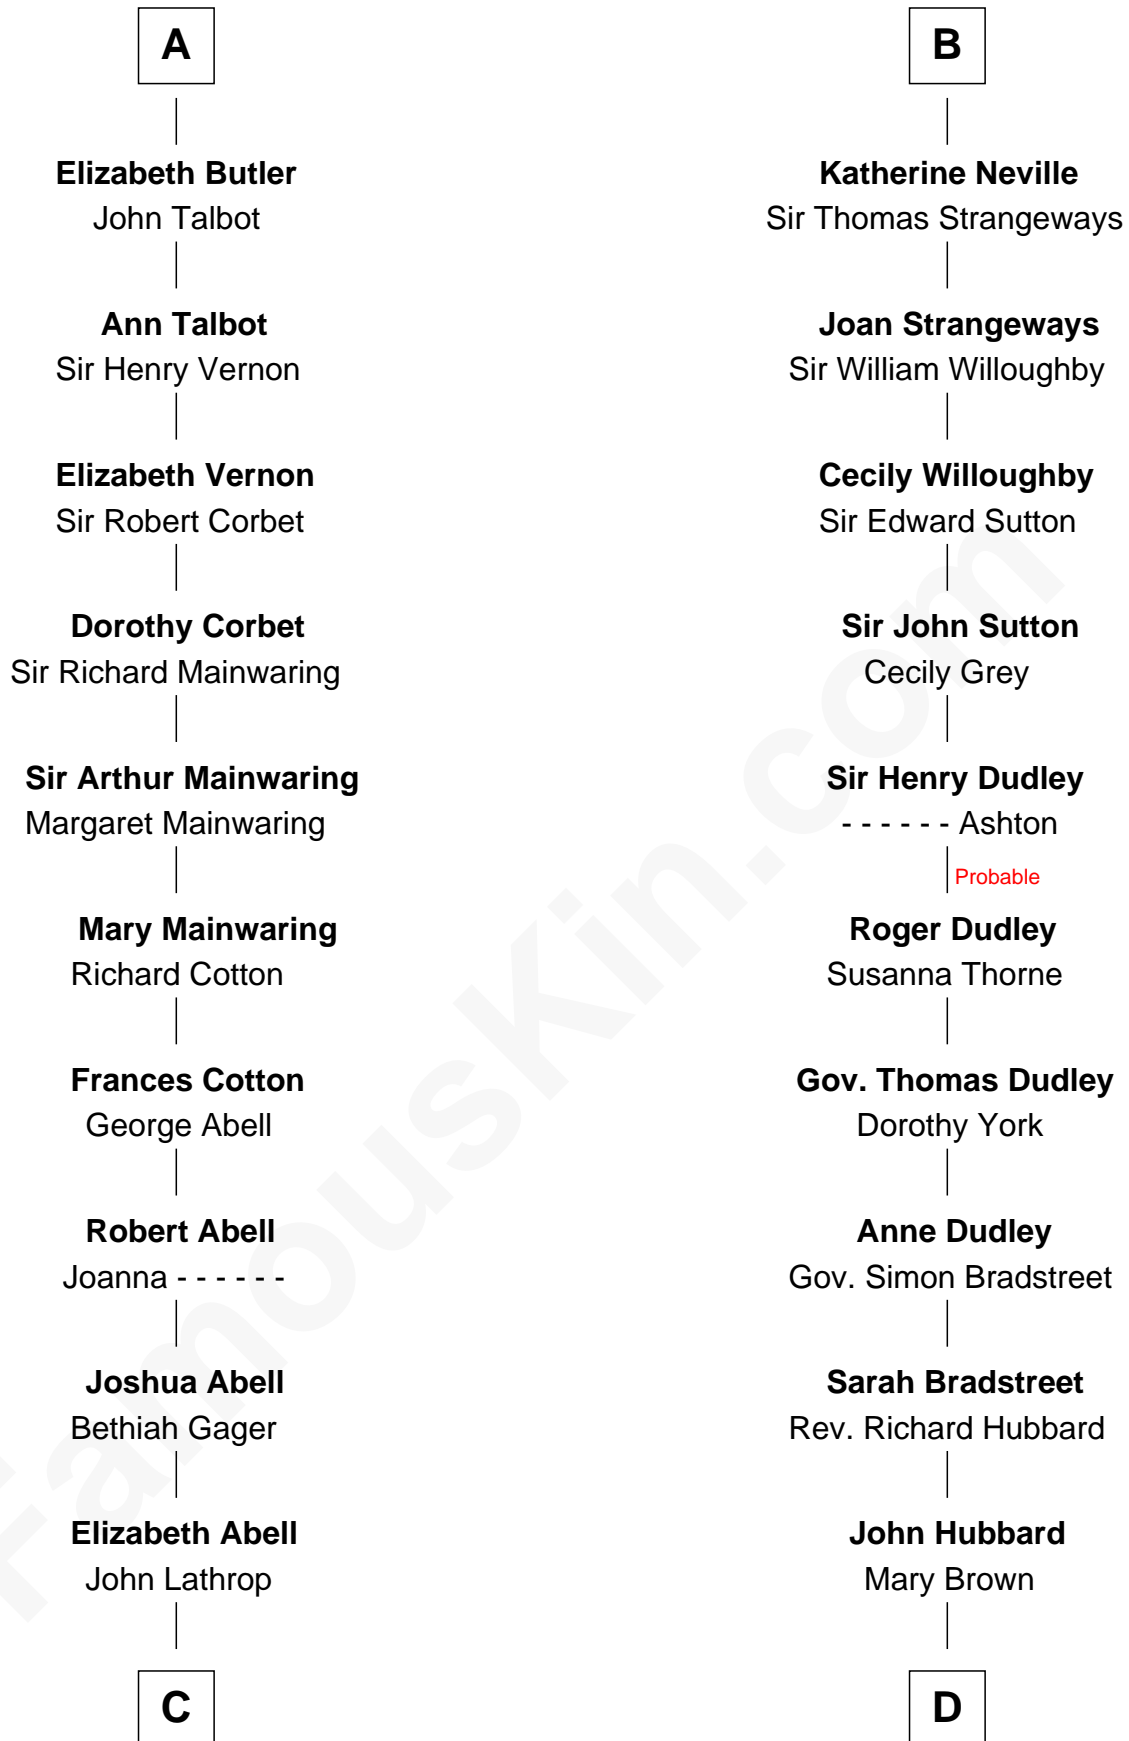 A
Elizabeth Butler
John Talbot
Ann Talbot
Sir Henry Vernon
Elizabeth Vernon
Sir Robert Corbet
Dorothy Corbet
Sir Richard Mainwaring
Sir Arthur Mainwaring
Margaret Mainwaring
Mary Mainwaring
Richard Cotton
Frances Cotton
George Abell
Robert Abell
Joanna - - - - - -
Joshua Abell
Bethiah Gager
Elizabeth Abell
John Lathrop
C
B
Katherine Neville
Sir Thomas Strangeways
Joan Strangeways
Sir William Willoughby
Cecily Willoughby
Sir Edward Sutton
Sir John Sutton
Cecily Grey
Sir Henry Dudley
- - - - - - Ashton
Probable
Roger Dudley
Susanna Thorne
Gov. Thomas Dudley
Dorothy York
Anne Dudley
Gov. Simon Bradstreet
Sarah Bradstreet
Rev. Richard Hubbard
John Hubbard
Mary Brown
D
FamousKin.com